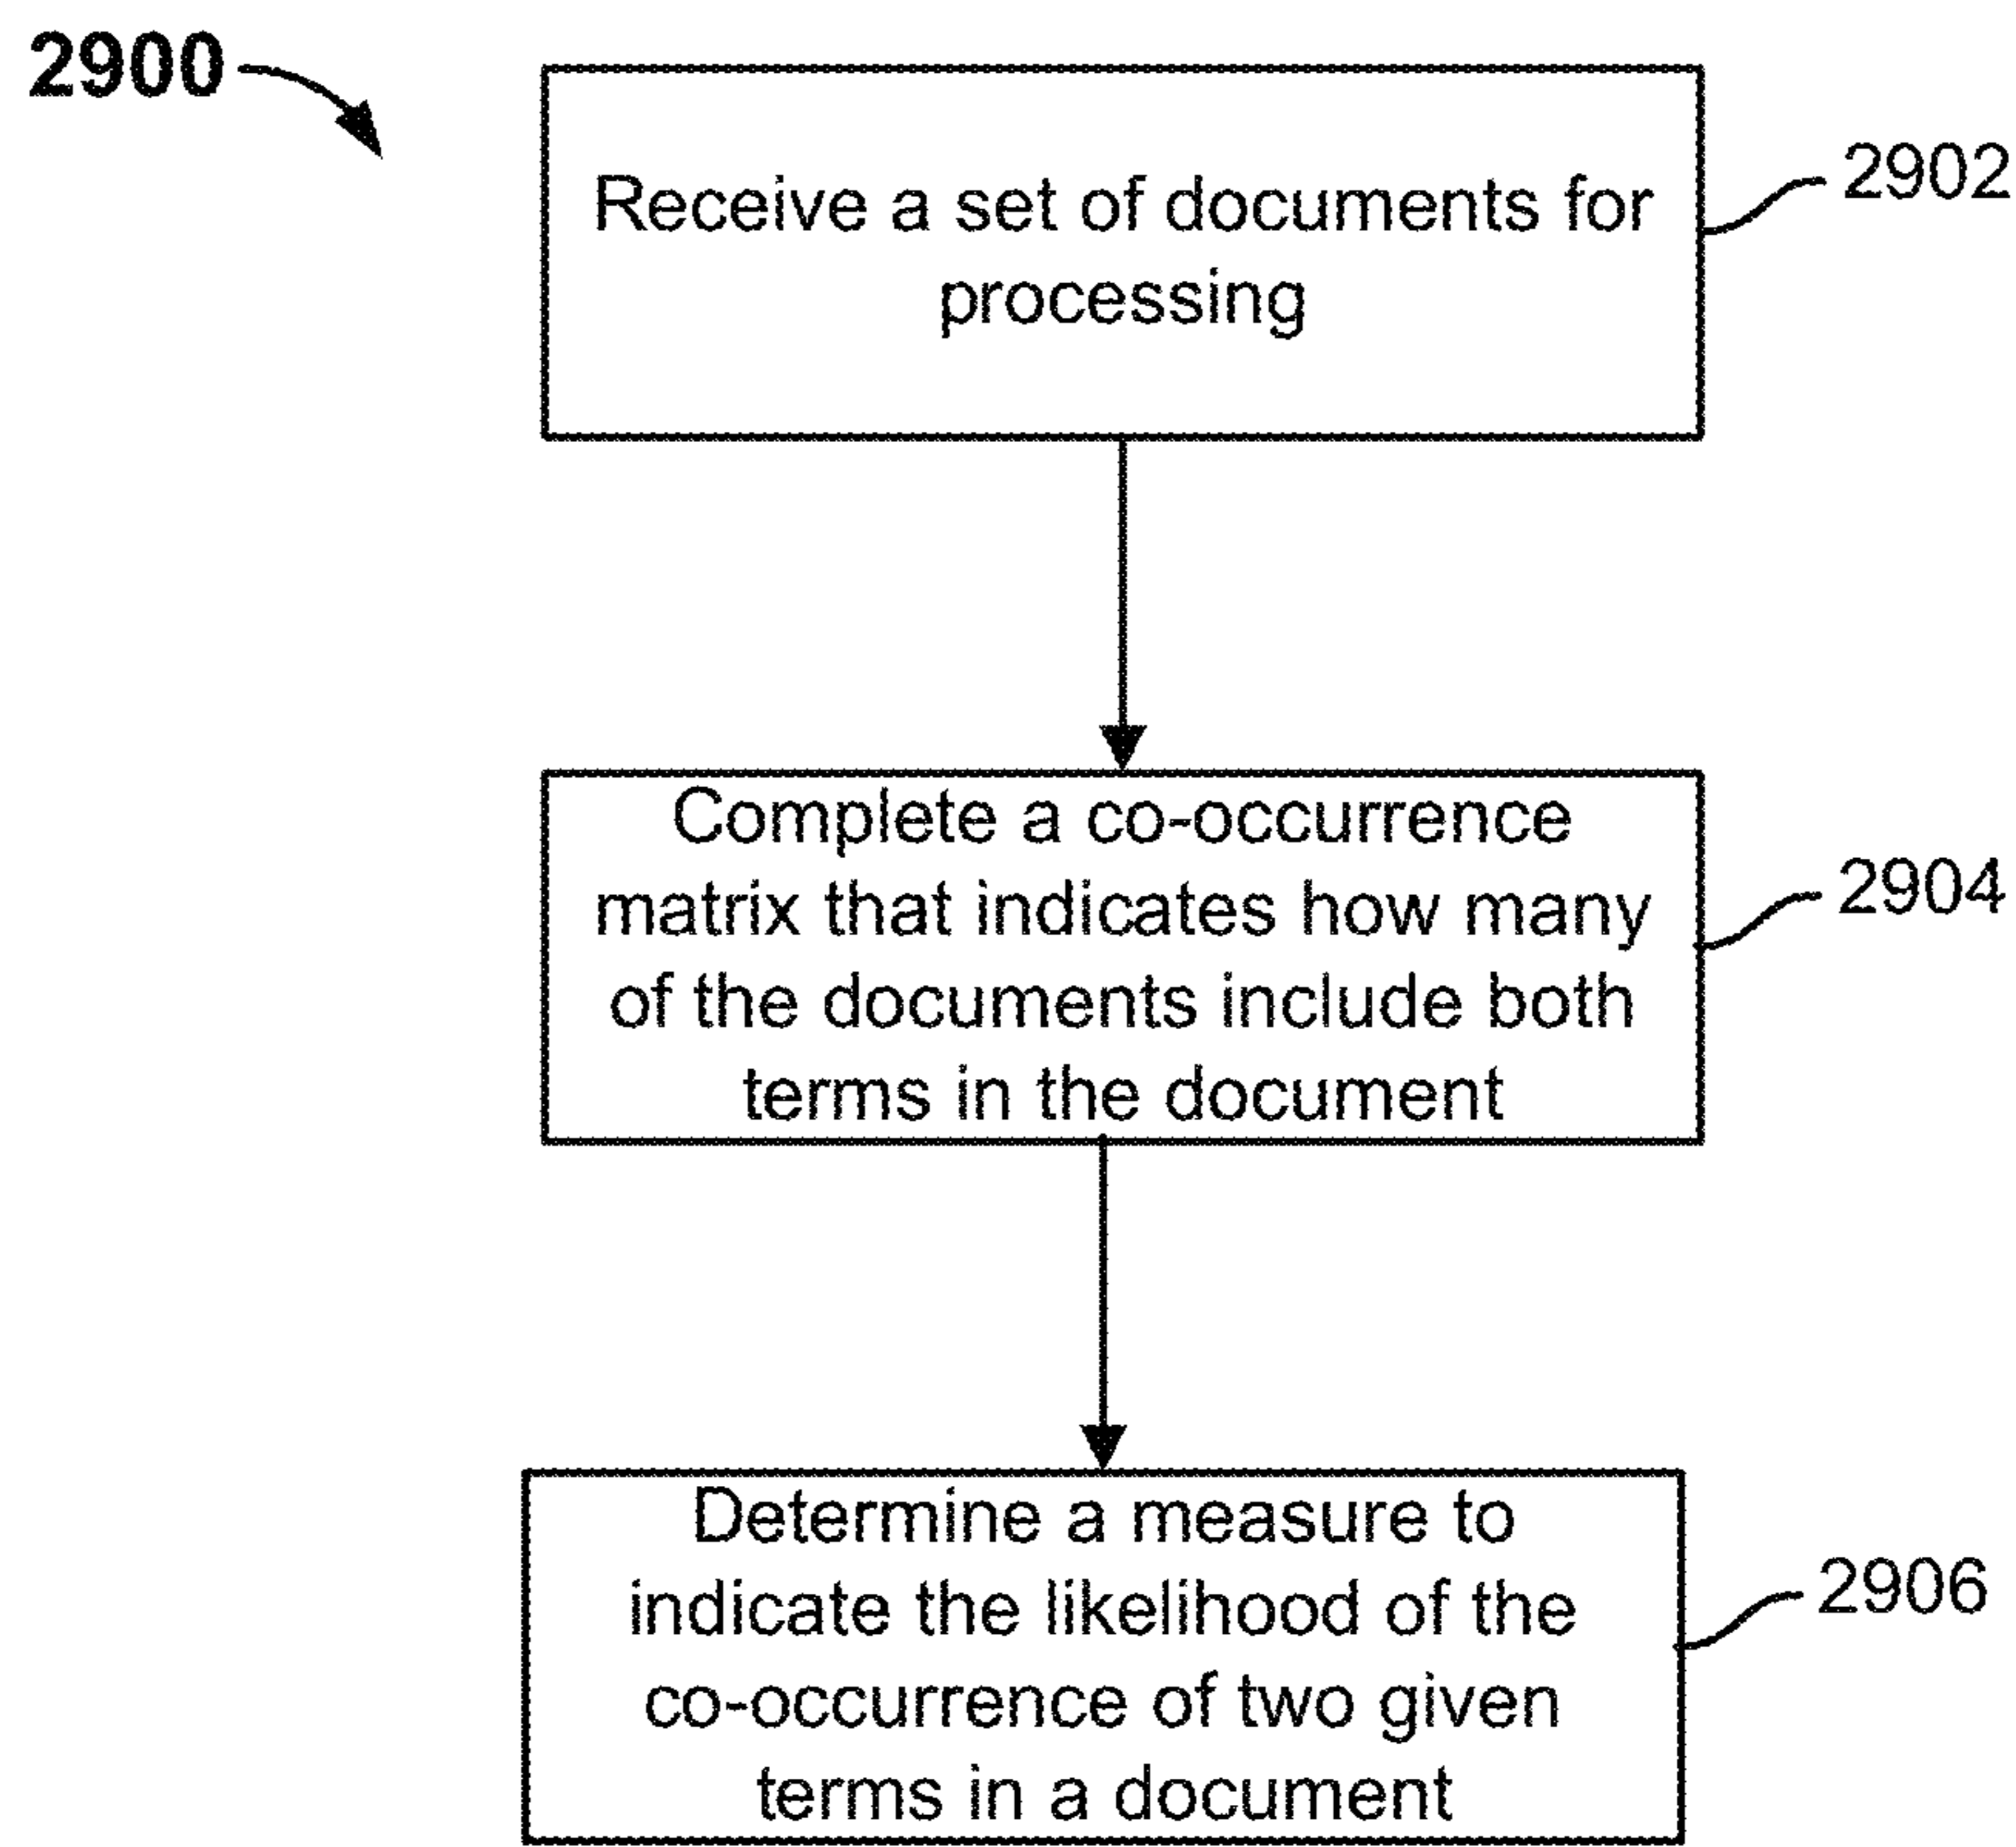 2900
Receive a set of documents for
processing
2902
Complete a co-occurrence
matrix that indicates how many
of the documents include both
terms in the document
2904
Determine a measure to
indicate the likelihood of the
co-occurrence of two given
terms in a document
2906